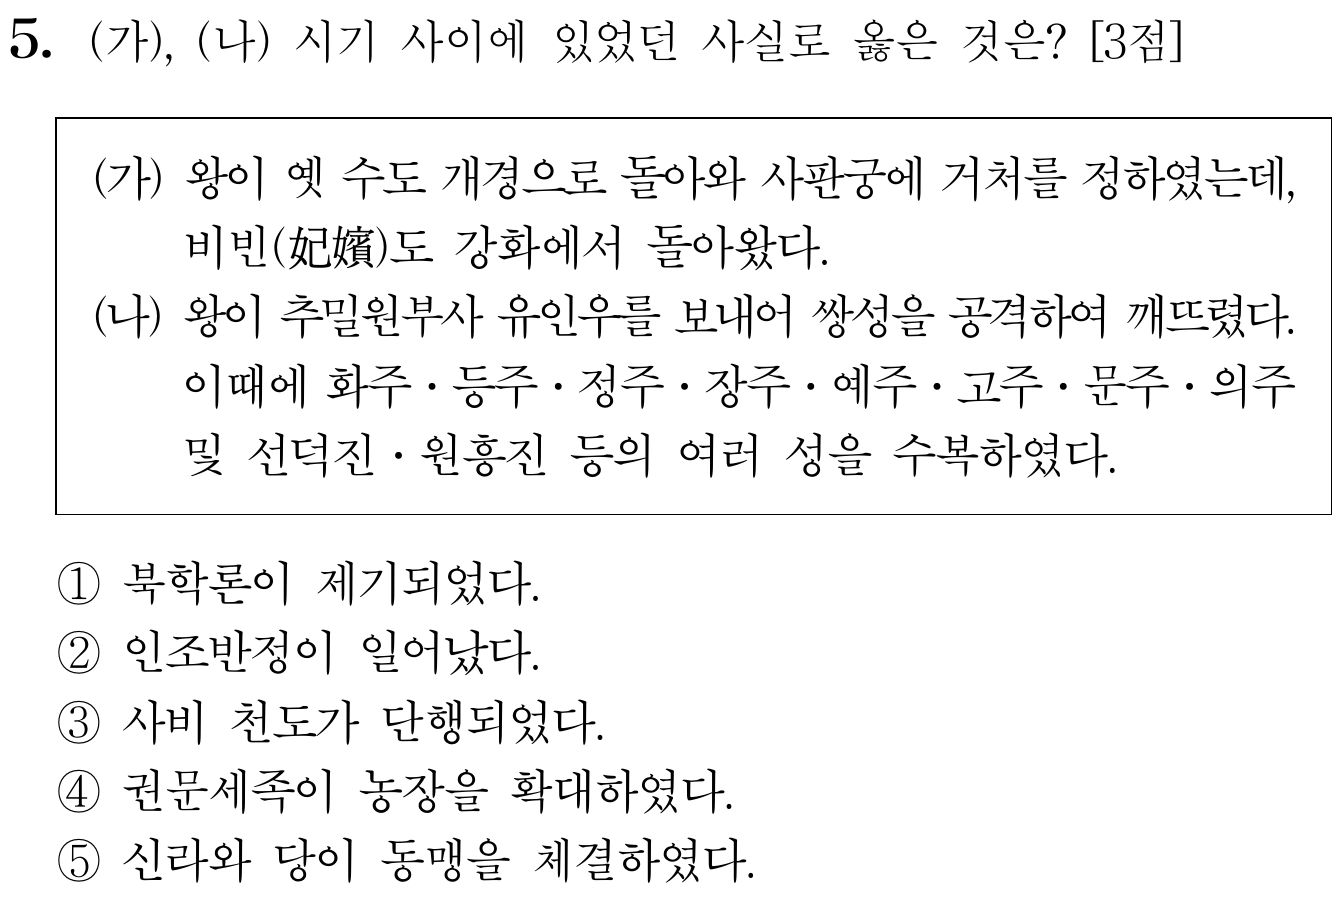 5. (가), (나) 시기 사이에 있었던 사실로 옳은 것은? [3점]
(가) 왕이 옛 수도 개경으로 돌아와 사판궁에 거처를 정하였는데,
비빈(妃嬪)도 강화에서 돌아왔다.
(나) 왕이 추밀원부사 유인우를 보내어 쌍성을 공격하여 깨뜨렸다.
이때에 화주·등주·정주·장주·예주·고주·문주·의주
및 선덕진·원흥진 등의 여러 성을 수복하였다.
① 북학론이 제기되었다.
② 인조반정이 일어났다.
③ 사비 천도가 단행되었다.
④ 권문세족이 농장을 확대하였다.
⑤ 신라와 당이 동맹을 체결하였다.